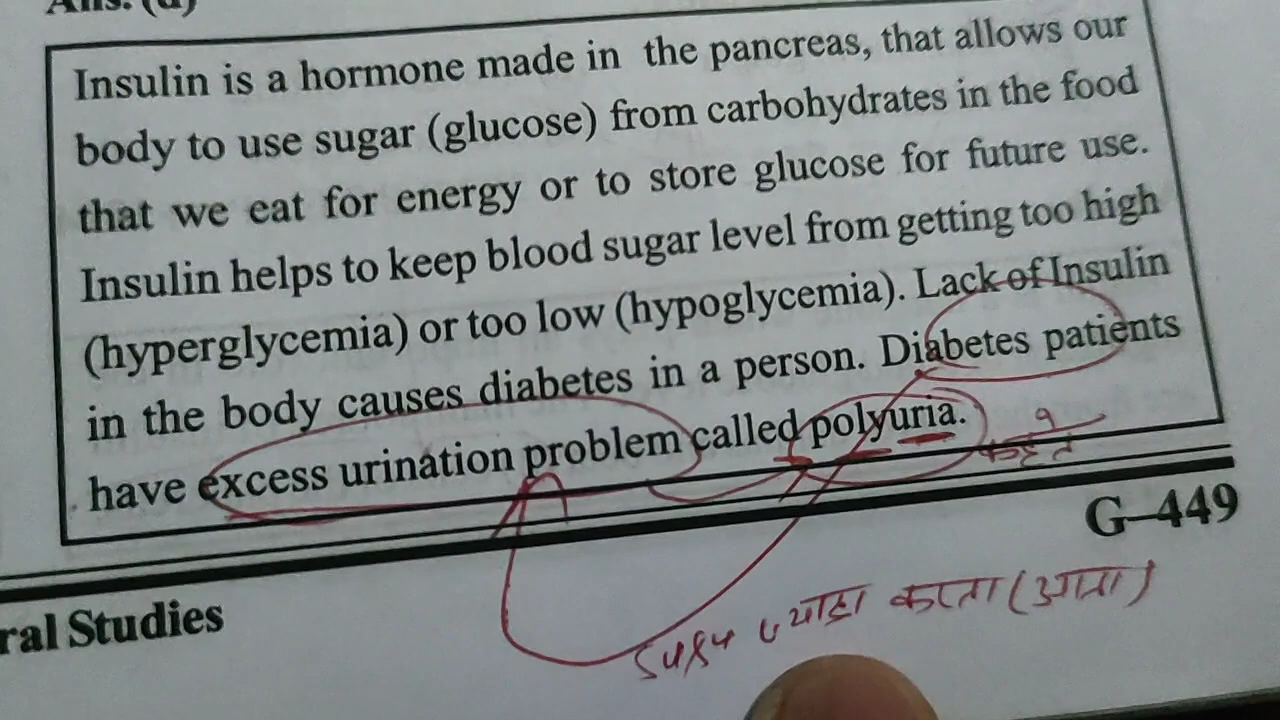 Ans. (d)
Insulin is a hormone made in the pancreas, that allows our
body to use sugar (glucose) from carbohydrates in the food
that we eat for energy or to store glucose for future use.
Insulin helps to keep blood sugar level from getting too high
(hyperglycemia) or too low (hypoglycemia). Lack of Insulin
in the body causes diabetes in a person. Diabetes patients
have excess urination problem called polyuria.
G–449
ral Studies